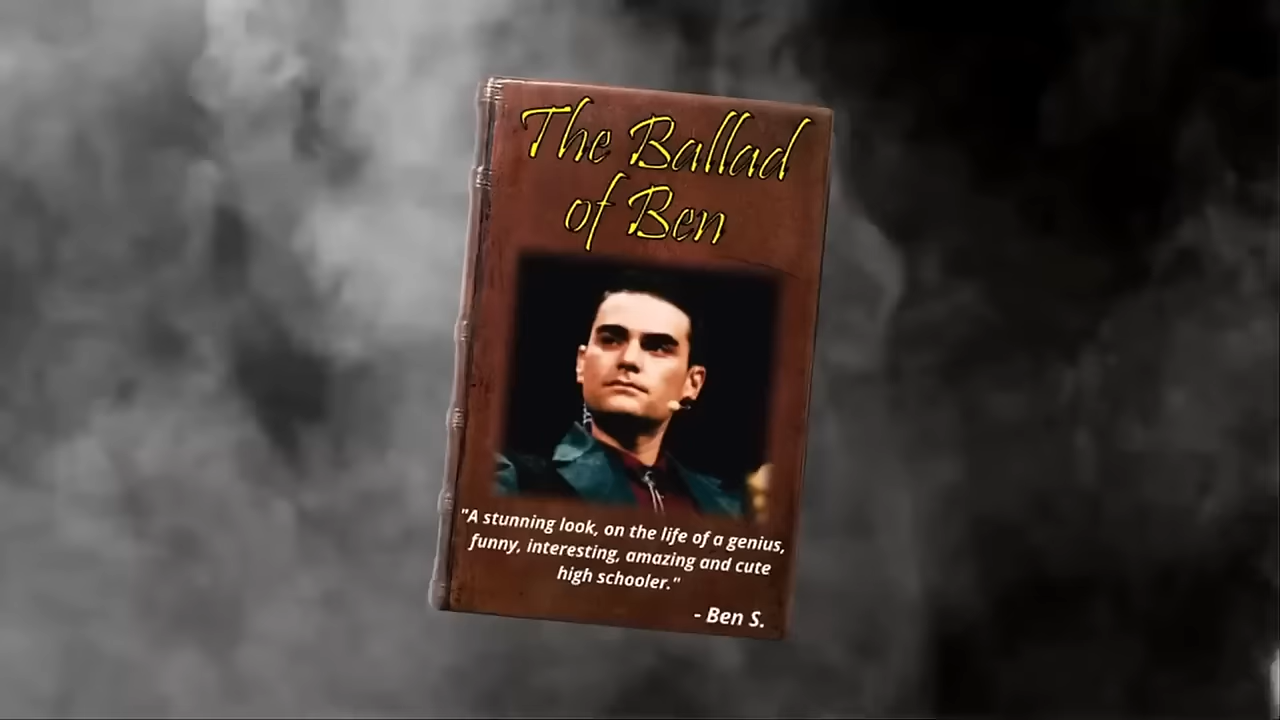 The Ballad
of Ben
"A stunning look, on the life of a genius,
funny, interesting, amazing and cute
high schooler."
- Ben S.